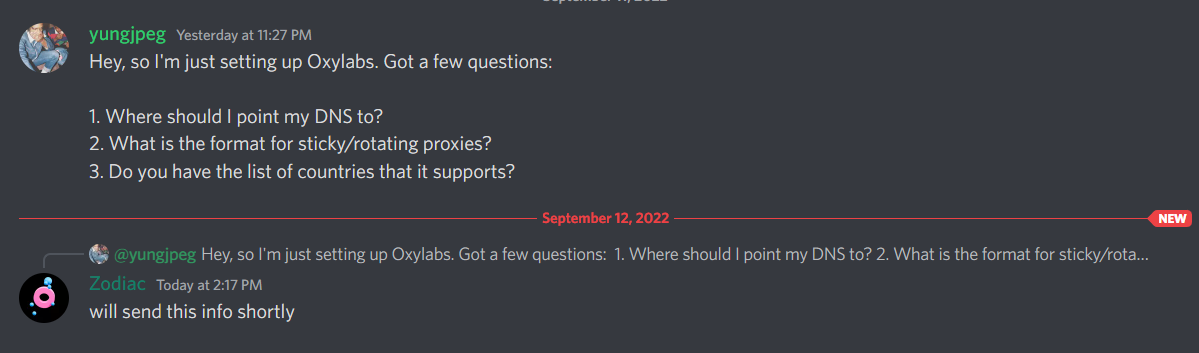 yungjpeg Yesterday at 11:27 PM
Hey, so I'm just setting up Oxylabs. Got a few questions:
1. Where should I point my DNS to?
2. What is the format for sticky/rotating proxies?
3. Do you have the list of countries that it supports?
September 12, 2022 NEW
@yungjpeg Hey, so I'm just setting up Oxylabs. Got a few questions: 1. Where should I point my DNS to? 2. What is the format for sticky/rota...
Zodiac Today at 2:17 PM
will send this info shortly